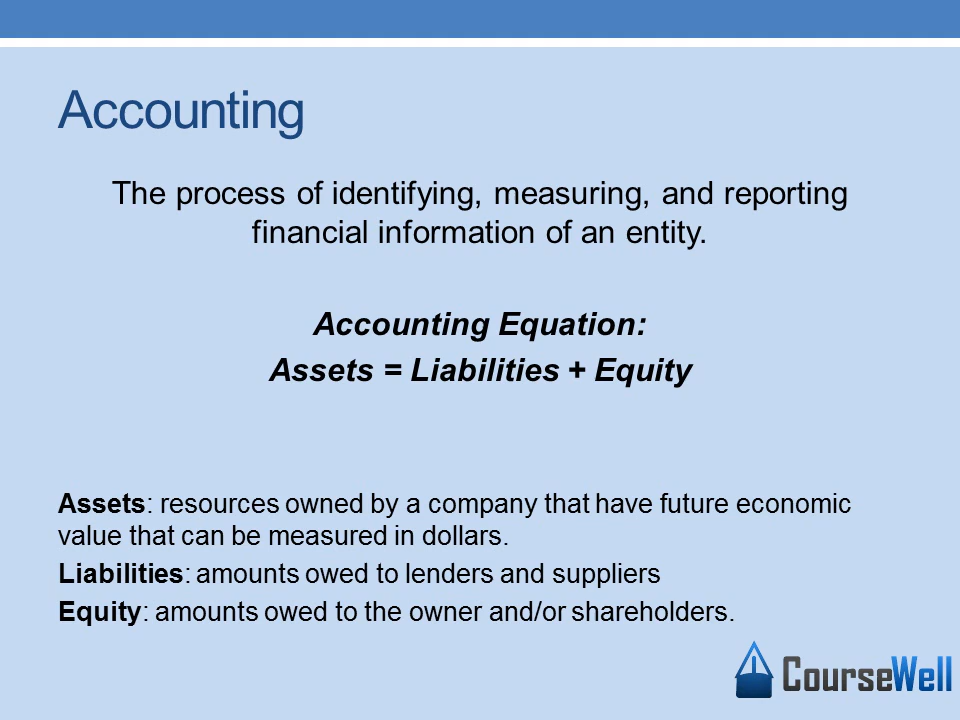 Accounting
The process of identifying, measuring, and reporting
financial information of an entity.
Accounting Equation:
Assets = Liabilities + Equity
Assets: resources owned by a company that have future economic
value that can be measured in dollars.
Liabilities: amounts owed to lenders and suppliers
Equity: amounts owed to the owner and/or shareholders.
CourseWell